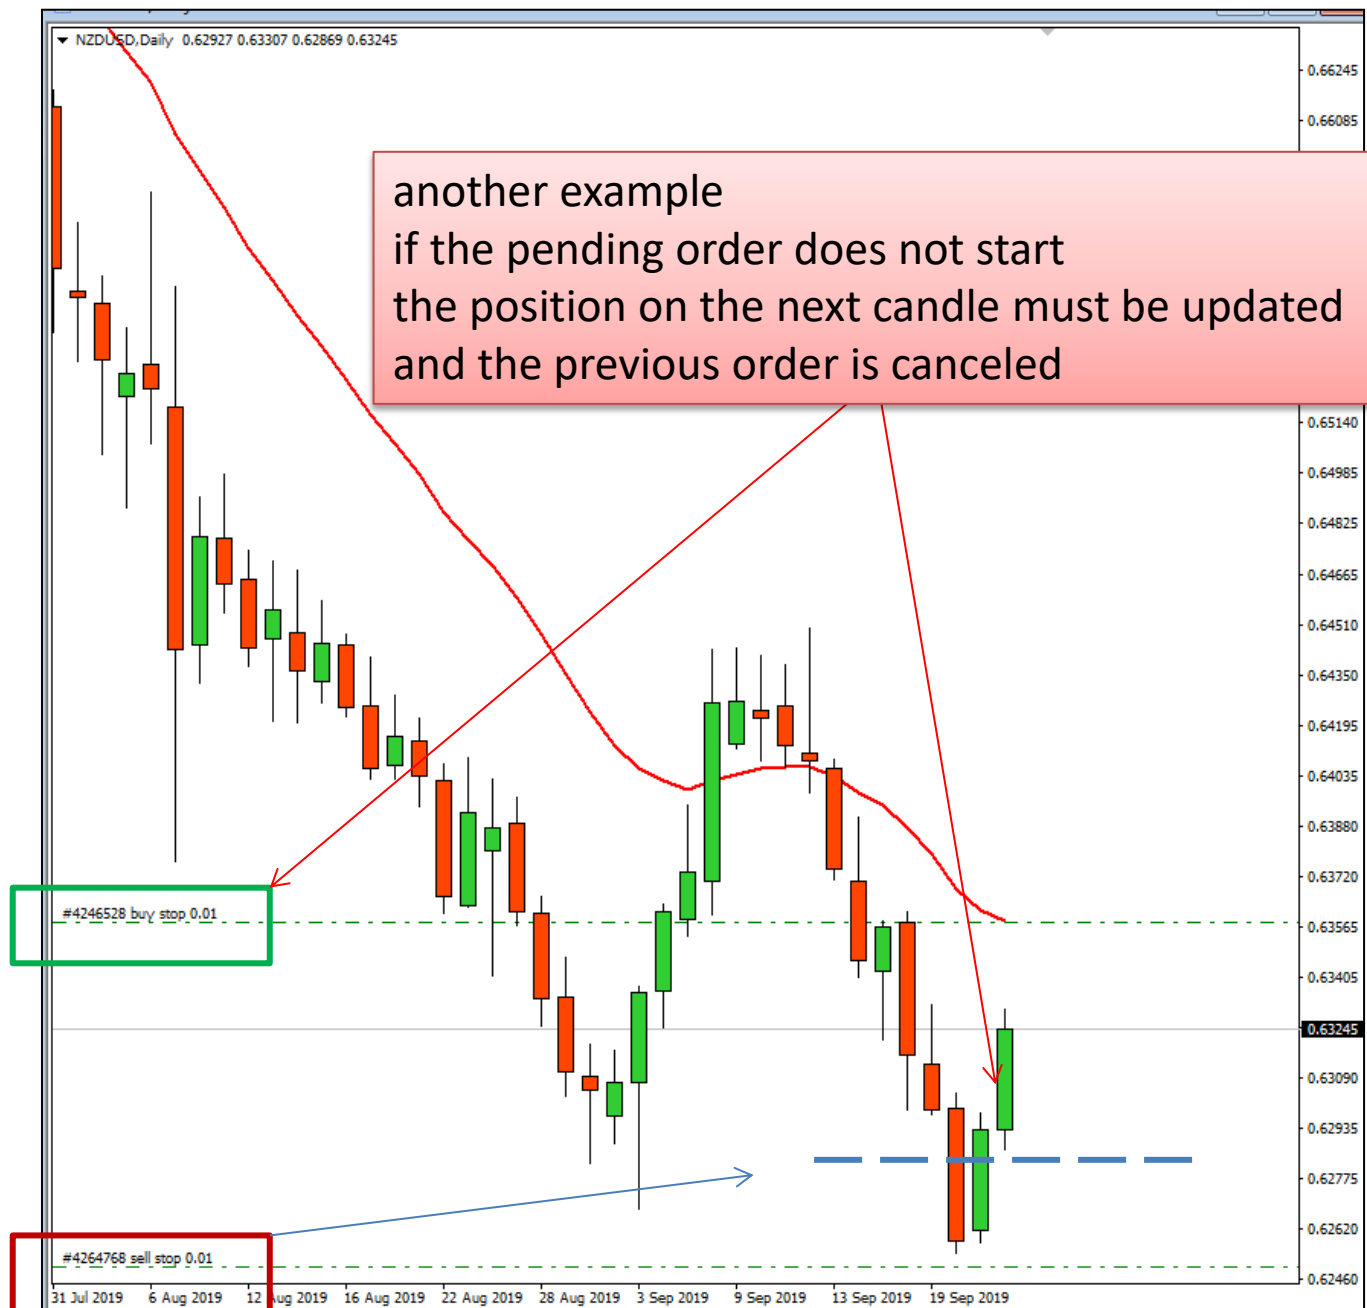 NZDUSD,Daily 0.62927 0.63307 0.62869 0.63245
0.66245
0.66085
another example
if the pending order does not start
the position on the next candle must be updated
and the previous order is canceled
0.65140
0.64985
0.64825
0.64665
0.64510
0.64350
0.64195
0.64035
0.63880
0.63720
#4246528 buy stop 0.01
0.63565
0.63405
0.63245
0.63090
0.62935
0.62775
0.62620
#4264768 sell stop 0.01
0.62460
31 Jul 2019 6 Aug 2019 12 Aug 2019 16 Aug 2019 22 Aug 2019 28 Aug 2019 3 Sep 2019 9 Sep 2019 13 Sep 2019 19 Sep 2019